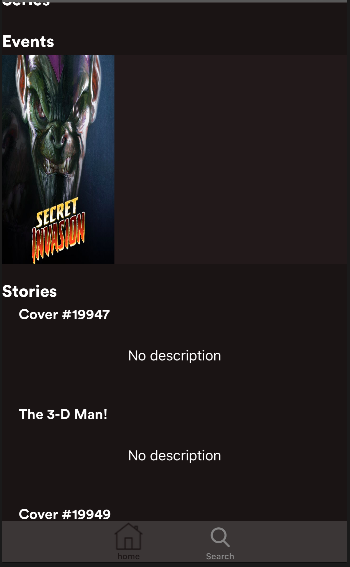 Series
Events
SECRET
INVASION
Stories
Cover #19947
No description
The 3-D Man!
No description
Cover #19949
home
Search